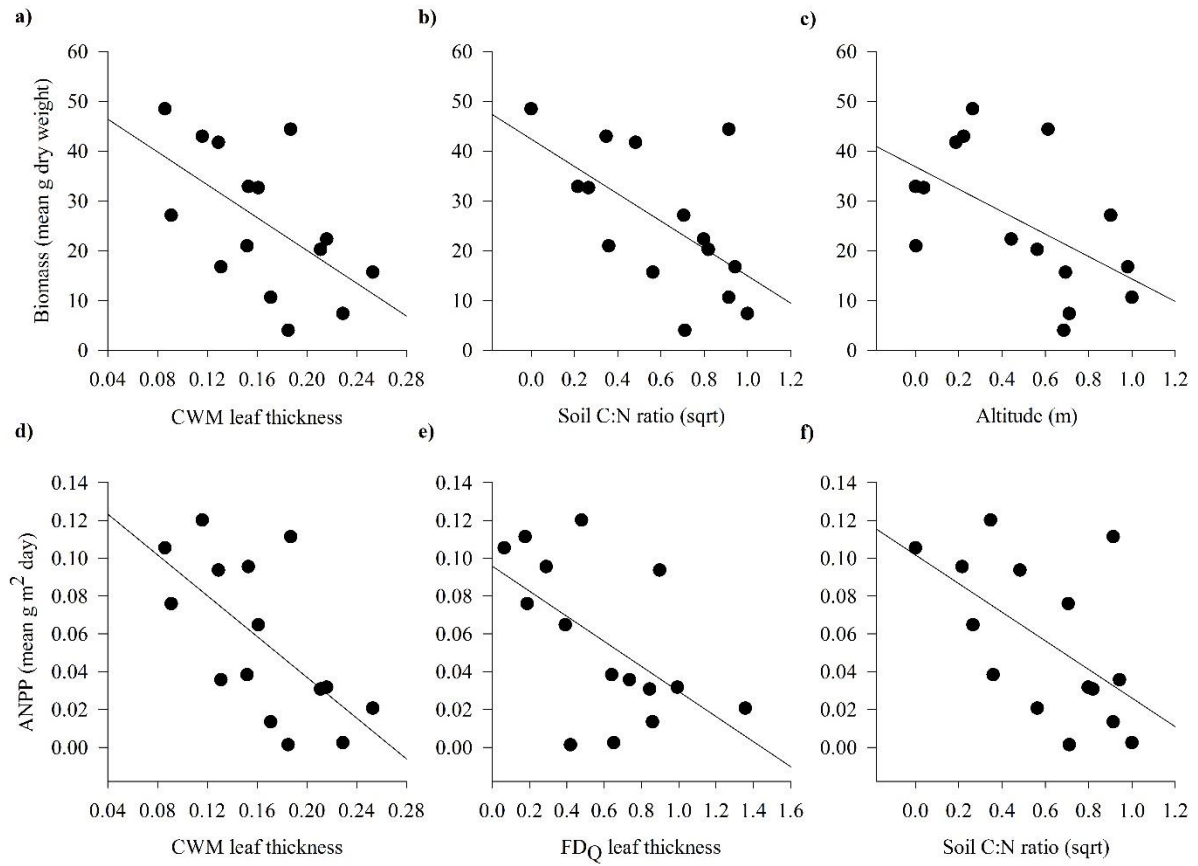 a) b) c)
60 60 60
50 50 50
40 40 40
30 30 30
20 20 20
10 10 10
0 0 0
Biomass (mean g dry weight)
0.04 0.08 0.12 0.16 0.20 0.24 0.28 0.0 0.2 0.4 0.6 0.8 1.0 1.2 0.0 0.2 0.4 0.6 0.8 1.0 1.2
CWM leaf thickness Soil C:N ratio (sqrt) Altitude (m)
d) e) f)
0.14 0.14 0.14
0.12 0.12 0.12
0.10 0.10 0.10
0.08 0.08 0.08
0.06 0.06 0.06
0.04 0.04 0.04
0.02 0.02 0.02
0.00 0.00 0.00
ANPP (mean g m² day)
0.04 0.08 0.12 0.16 0.20 0.24 0.28 0.0 0.2 0.4 0.6 0.8 1.0 1.2 1.4 1.6 0.0 0.2 0.4 0.6 0.8 1.0 1.2
CWM leaf thickness FDQ leaf thickness Soil C:N ratio (sqrt)